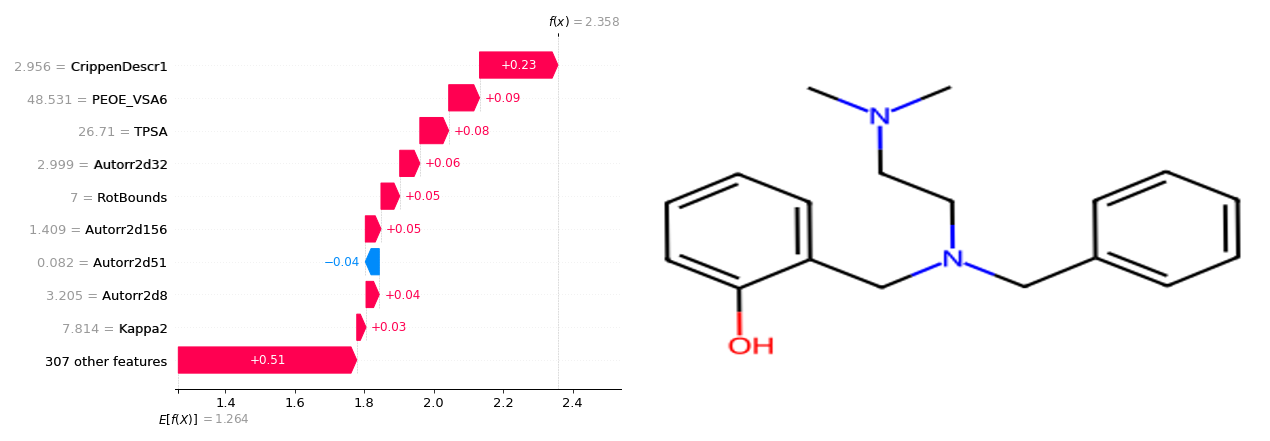 f(x) = 2.358
2.956 = CrippenDescr1
+0.23
48.531 = PEOE_VSA6
+0.09
26.71 = TPSA
+0.08
2.999 = Autorr2d32
+0.06
7 = RotBounds
+0.05
1.409 = Autorr2d156
+0.05
0.082 = Autorr2d51
−0.04
3.205 = Autorr2d8
+0.04
7.814 = Kappa2
+0.03
307 other features
+0.51
1.4 1.6 1.8 2.0 2.2 2.4
E[f(X)] = 1.264
N
N
OH